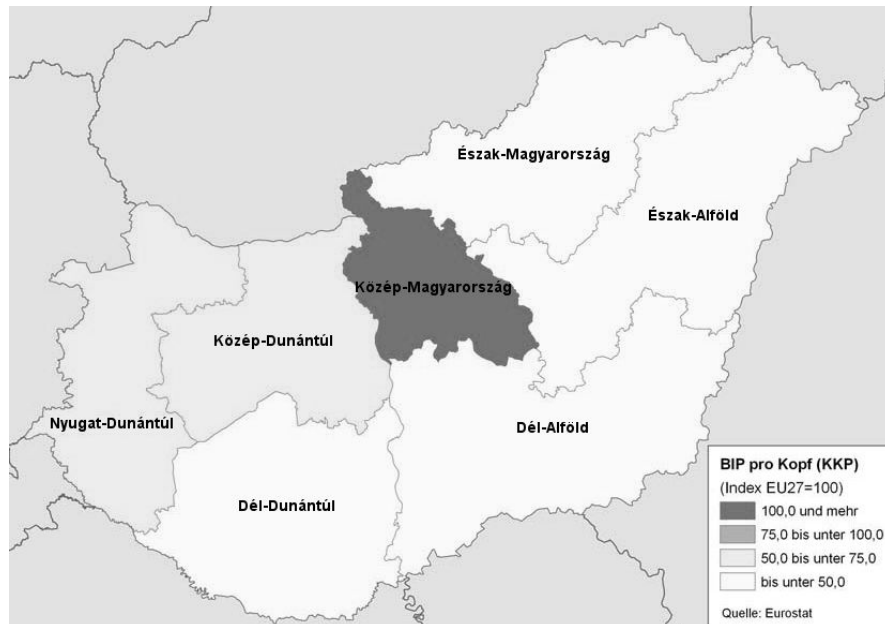 Észak-Magyarország
Észak-Alföld
Közép-Magyarország
Közép-Dunántúl
Nyugat-Dunántúl
Dél-Alföld
Dél-Dunántúl
BIP pro Kopf (KKP)
(Index EU27=100)
100,0 und mehr
75,0 bis unter 100,0
50,0 bis unter 75,0
bis unter 50,0
Quelle: Eurostat